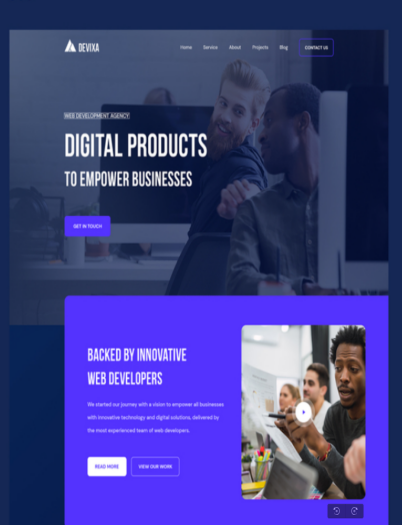 DEVIXA
Home Service About Projects Blog CONTACT US
WEB DEVELOPMENT AGENCY
DIGITAL PRODUCTS
TO EMPOWER BUSINESSES
GET IN TOUCH
BACKED BY INNOVATIVE
WEB DEVELOPERS
We started our journey with a vision to empower all businesses
with innovative technology and digital solutions, delivered by
the most experienced team of web developers.
READ MORE VIEW OUR WORK